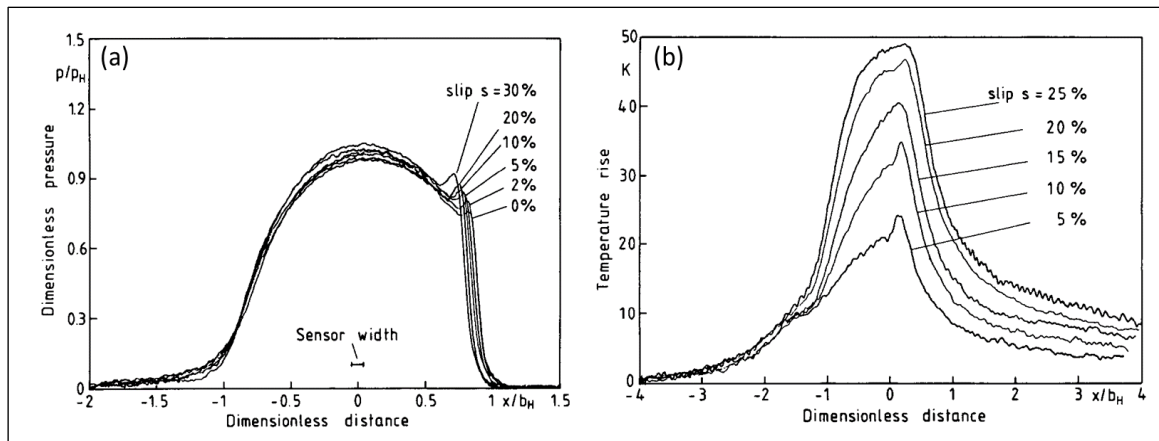 (a)
1.5
p/pH
1.2
0.9
0.6
0.3
0
Dimensionless pressure
slip s = 30%
20%
10%
5%
2%
0%
Sensor width
-2
-1.5
-1
-0.5
0
0.5
1
x/bH
1.5
Dimensionless distance
(b)
50
K
40
30
20
10
0
Temperature rise
slip s = 25 %
20 %
15 %
10 %
5 %
-4
-3
-2
-1
0
1
2
3
x/bH
4
Dimensionless distance